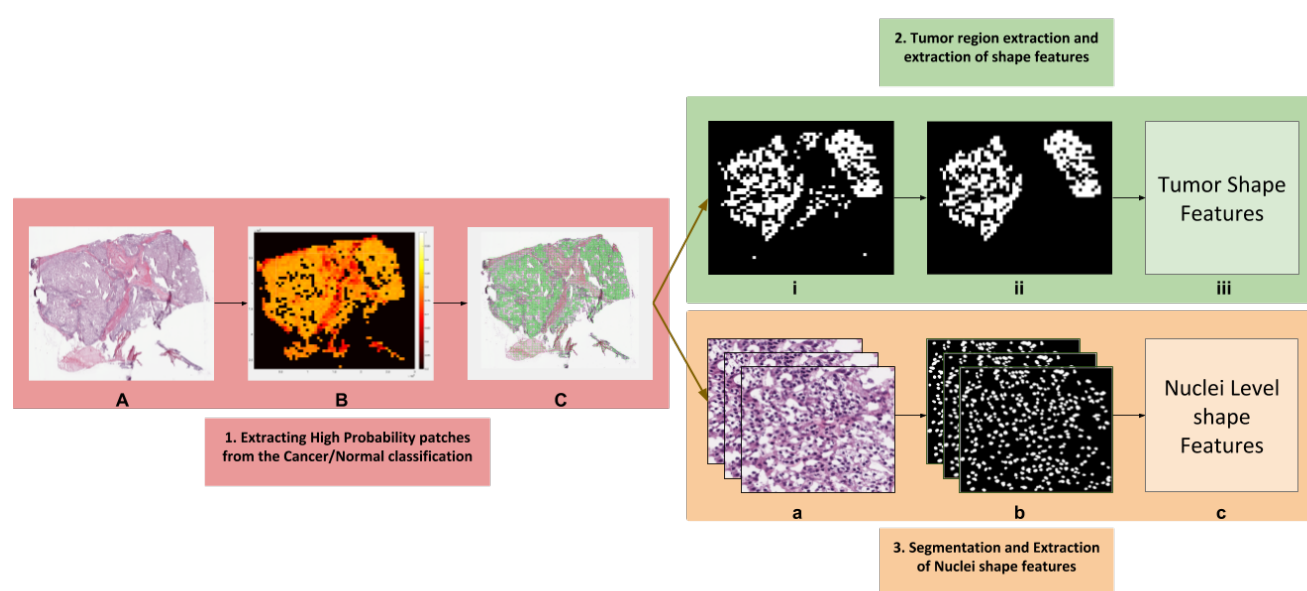 2. Tumor region extraction and
extraction of shape features
i
ii
iii
Tumor Shape
Features
A
B
C
1. Extracting High Probability patches
from the Cancer/Normal classification
a
b
c
Nuclei Level
shape
Features
3. Segmentation and Extraction
of Nuclei shape features